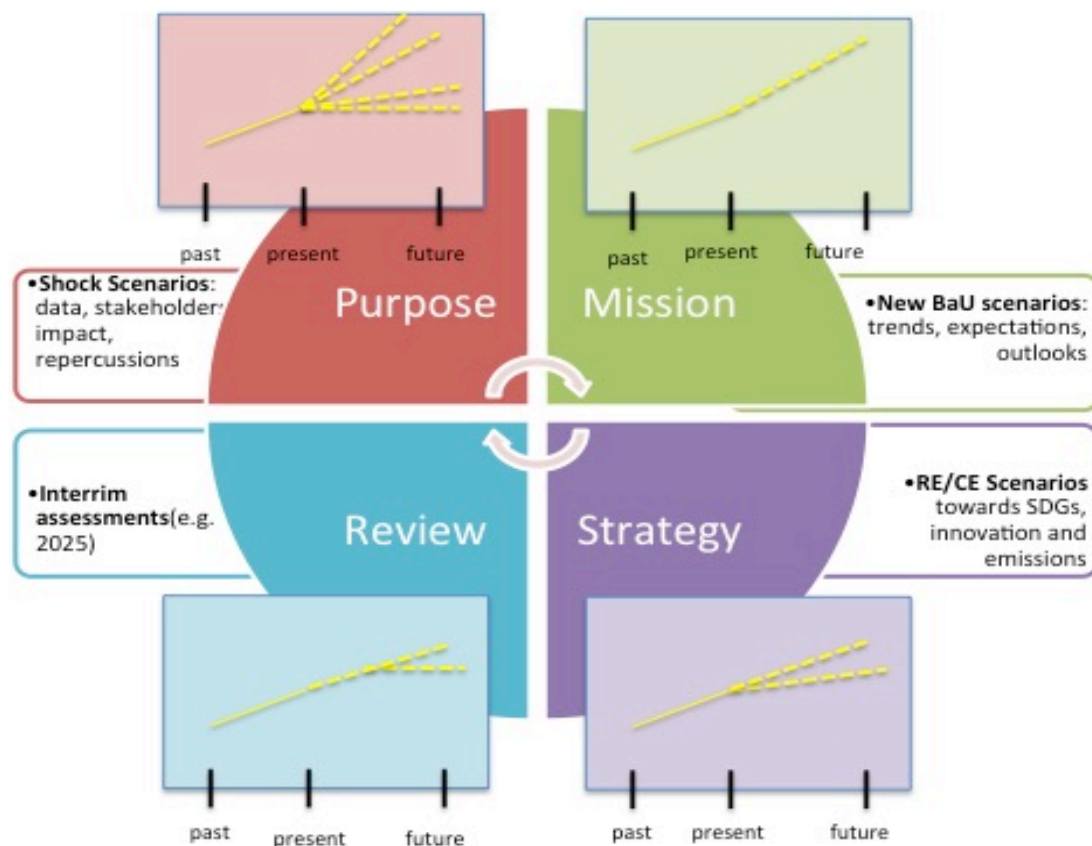 past
present
future
past
present
future
•Shock Scenarios:
data, stakeholder
impact,
repercussions
Purpose
Mission
•New BaU scenarios:
trends, expectations,
outlooks
•Interrim
assessments(e.g.
2025)
Review
Strategy
•RE/CE Scenarios
towards SDGs,
innovation and
emissions
past
present
future
past
present
future